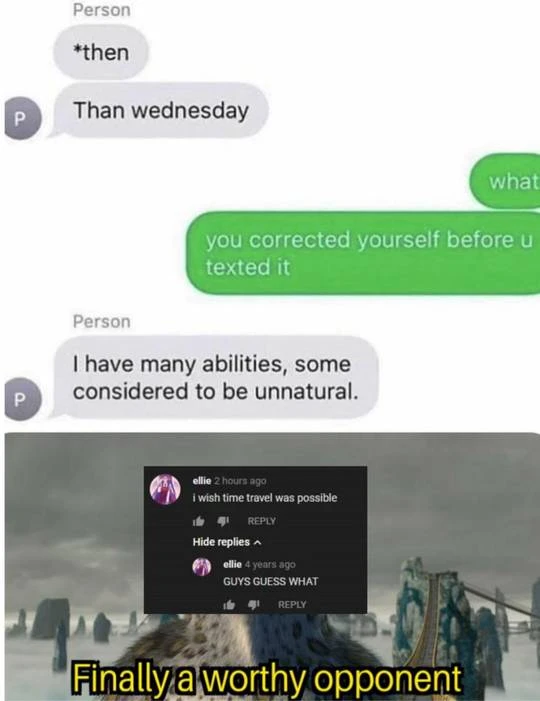 Person
*then
P
Than wednesday
what
you corrected yourself before u
texted it
Person
I have many abilities, some
considered to be unnatural.
P
ellie 2 hours ago
i wish time travel was possible
REPLY
Hide replies
ellie 4 years ago
GUYS GUESS WHAT
REPLY
Finally a worthy opponent